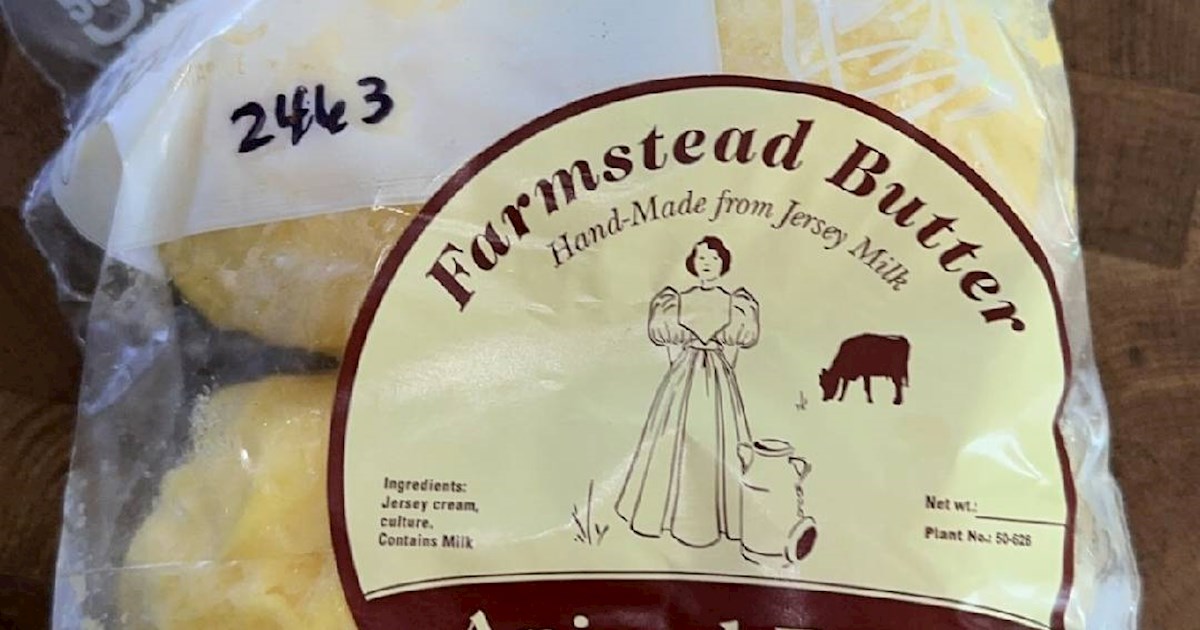 2463
Farmstead Butter
Hand-Made from Jersey Milk
Ingredients:
Jersey cream,
culture.
Contains Milk
Net wt.:
Plant No.: 50-628